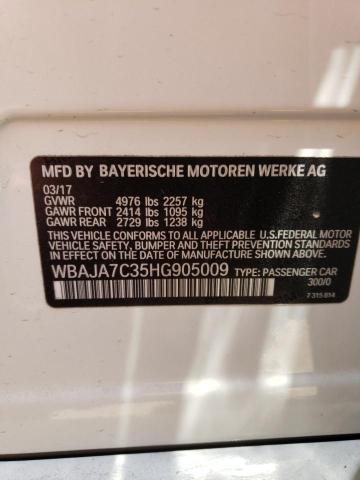 MFD BY BAYERISCHE MOTOREN WERKE AG
03/17
GVWR 4976 lbs 2257 kg
GAWR FRONT 2414 lbs 1095 kg
GAWR REAR 2729 lbs 1238 kg
THIS VEHICLE CONFORMS TO ALL APPLICABLE U.S.FEDERAL MOTOR
VEHICLE SAFETY, BUMPER AND THEFT PREVENTION
STANDARDS IN EFFECT ON THE DATE OF MANUFACTURE SHOWN ABOVE.
WBAJA7C35HG905009 TYPE: PASSENGER CAR
300/0
7 315 814